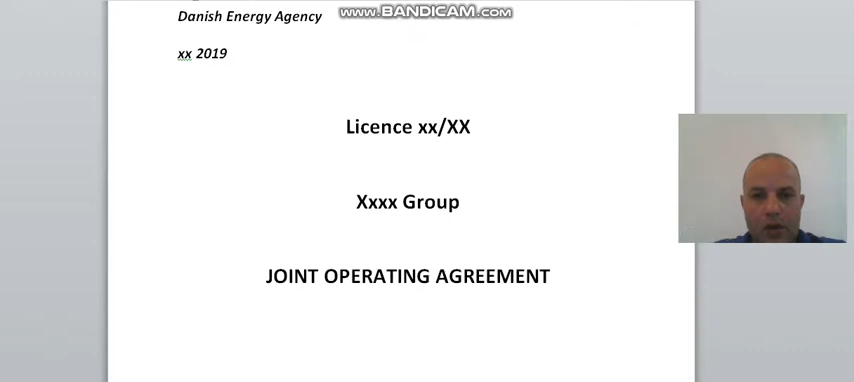 Danish Energy Agency
www.BANDICAM.com
xx 2019
Licence xx/XX
Xxxx Group
JOINT OPERATING AGREEMENT